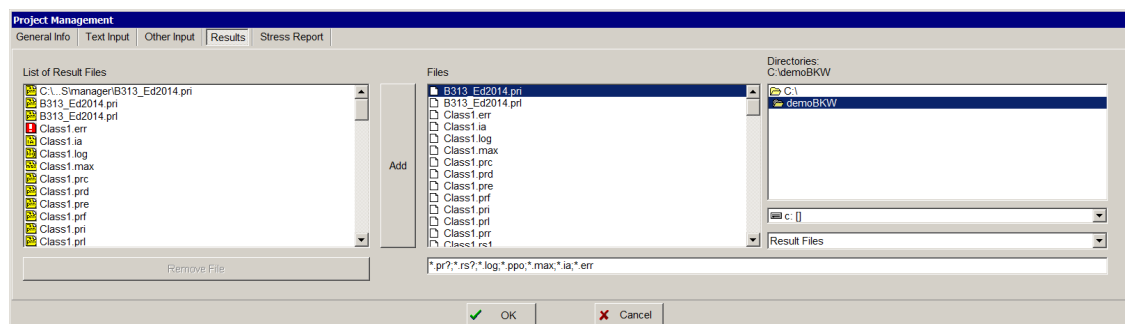 Project Management
General Info
Text Input
Other Input
Results
Stress Report
List of Result Files
C:\...S\manager\B313_Ed2014.pri
B313_Ed2014.pri
B313_Ed2014.prl
Class1.err
Class1.ia
Class1.log
Class1.max
Class1.prc
Class1.prd
Class1.pre
Class1.prf
Class1.pri
Class1.prl
Remove File
Add
Files
B313_Ed2014.pri
B313_Ed2014.prl
Class1.err
Class1.ia
Class1.log
Class1.max
Class1.prc
Class1.prd
Class1.pre
Class1.prf
Class1.pri
Class1.prl
Class1.prr
Class1.rs1
*.pr?;*.rs?;*.log;*.ppo;*.max;*.ia;*.err
Directories:
C:\demoBKW
C:\
demoBKW
c: []
Result Files
OK
Cancel